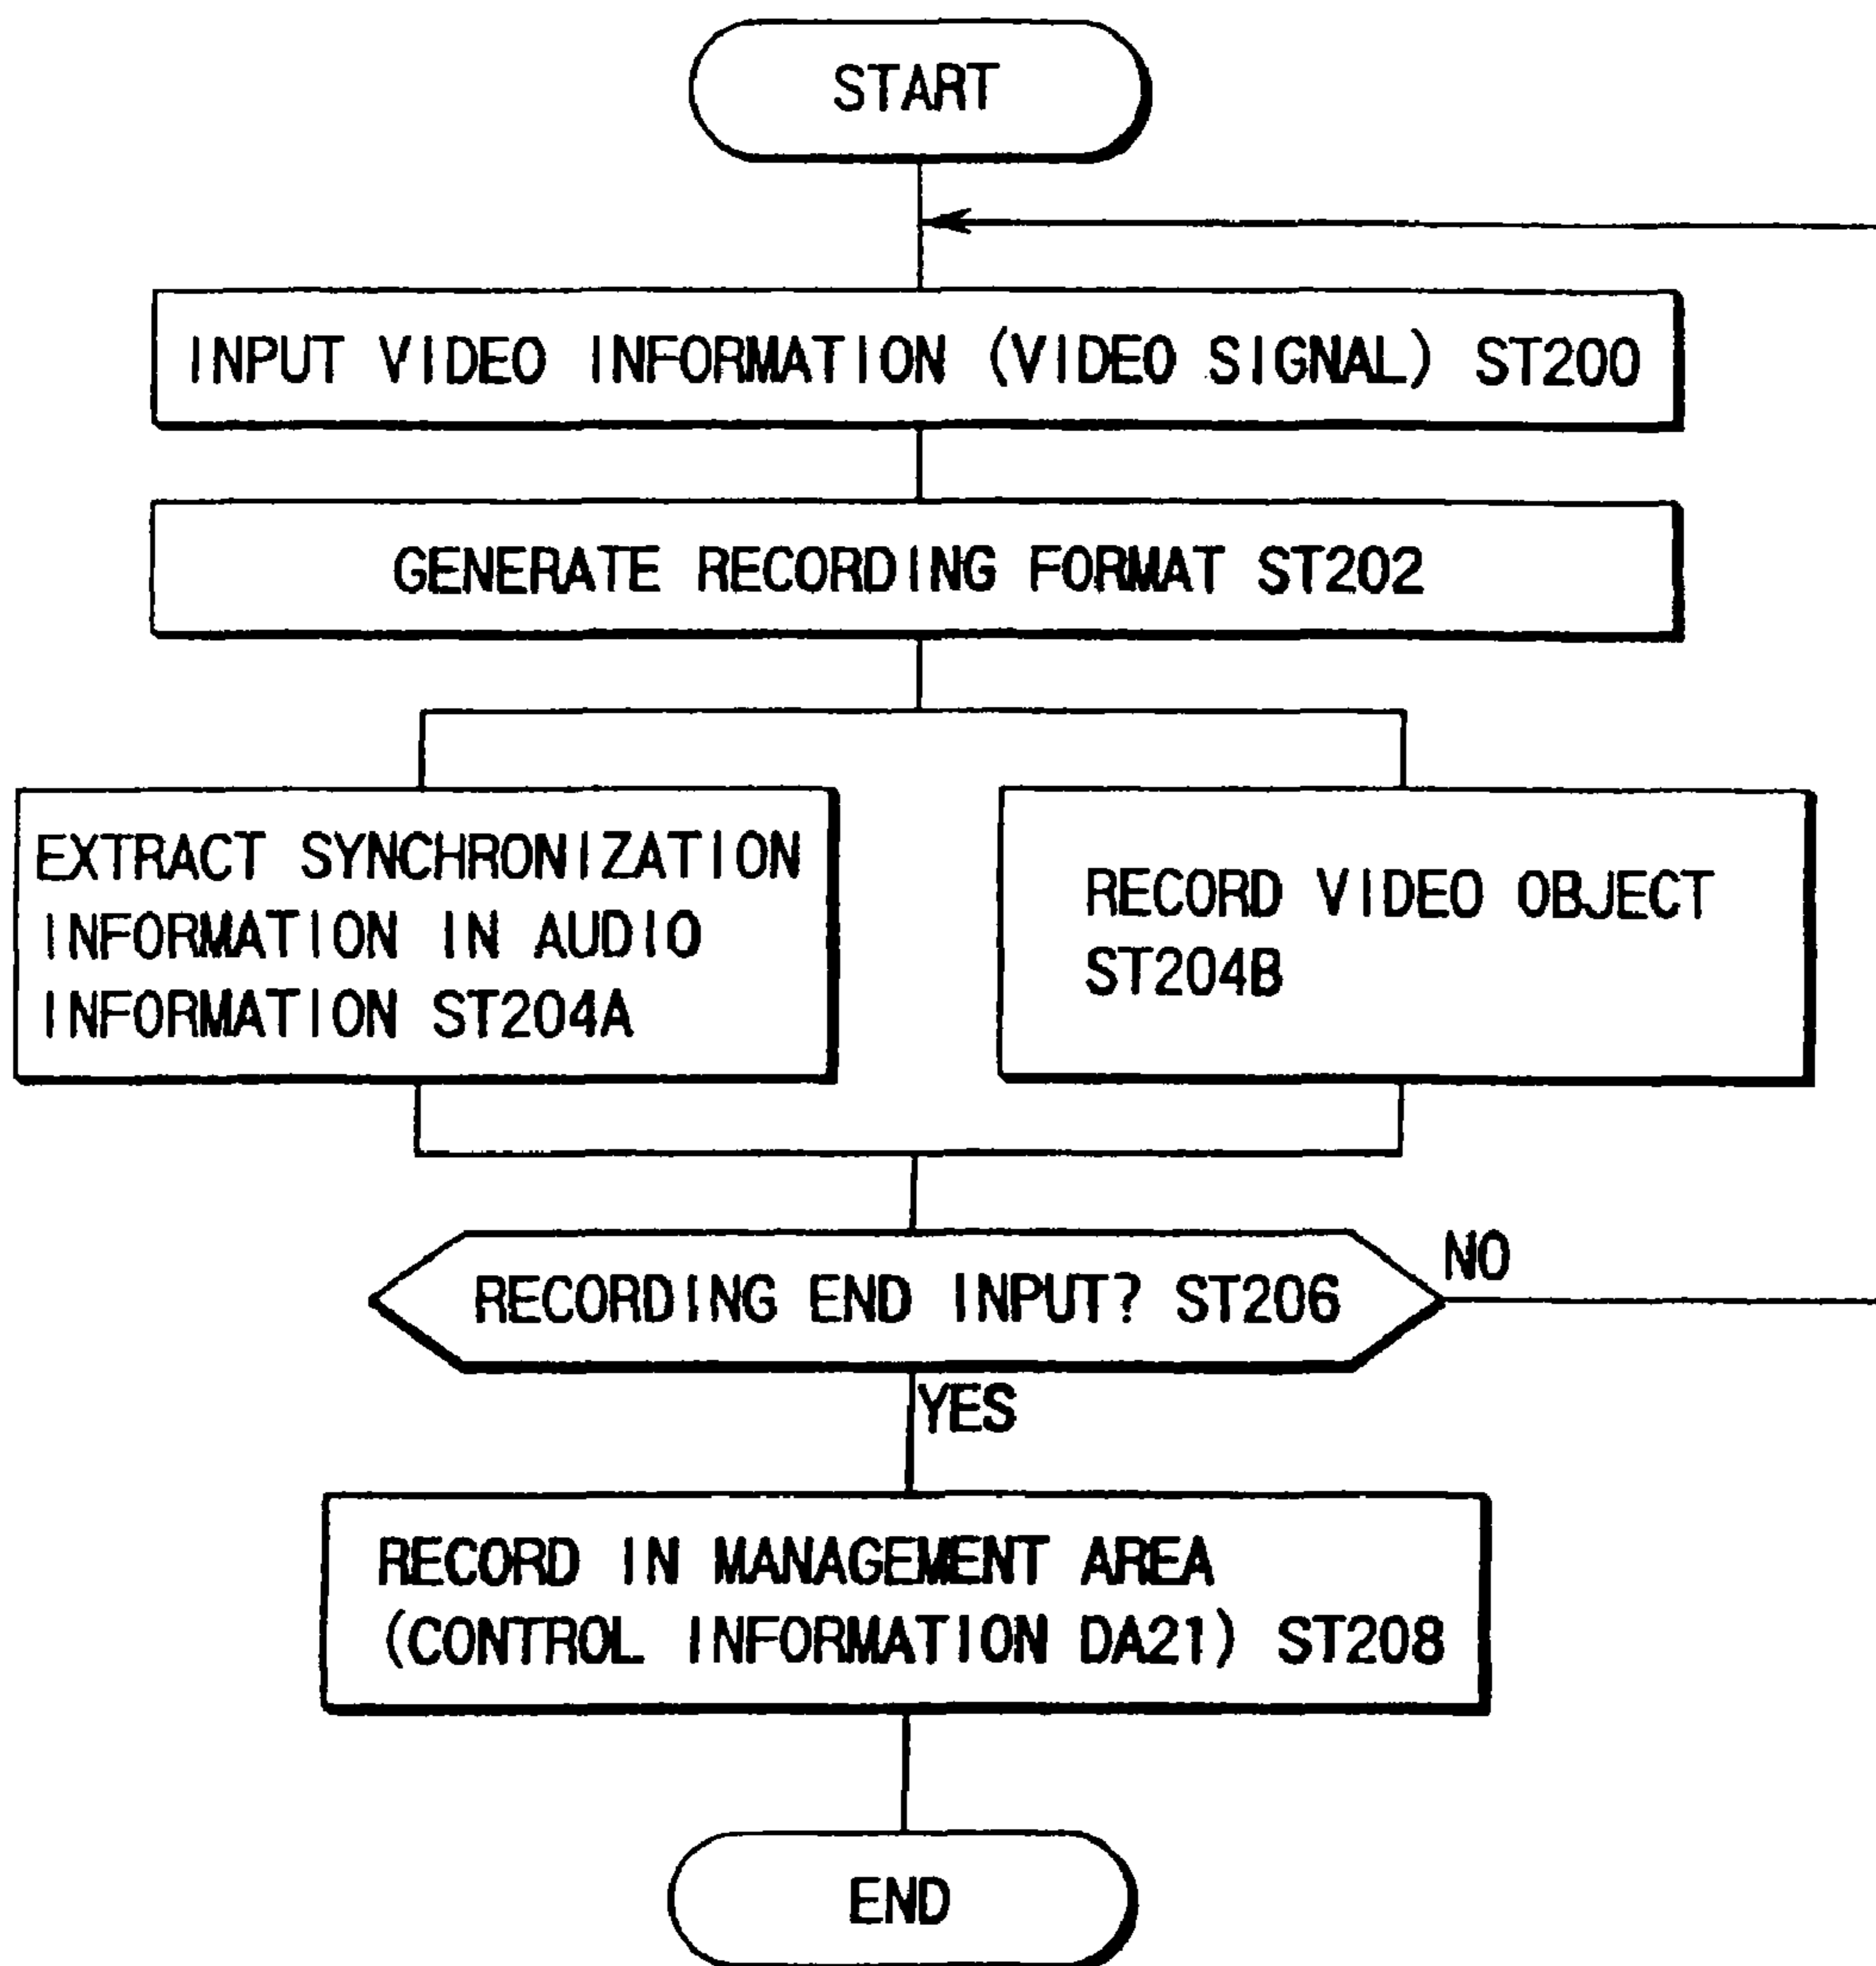 START
INPUT VIDEO INFORMATION (VIDEO SIGNAL) ST200
GENERATE RECORDING FORMAT ST202
EXTRACT SYNCHRONIZATION
INFORMATION IN AUDIO
INFORMATION ST204A
RECORD VIDEO OBJECT
ST204B
RECORDING END INPUT? ST206
NO
YES
RECORD IN MANAGEMENT AREA
(CONTROL INFORMATION DA21) ST208
END